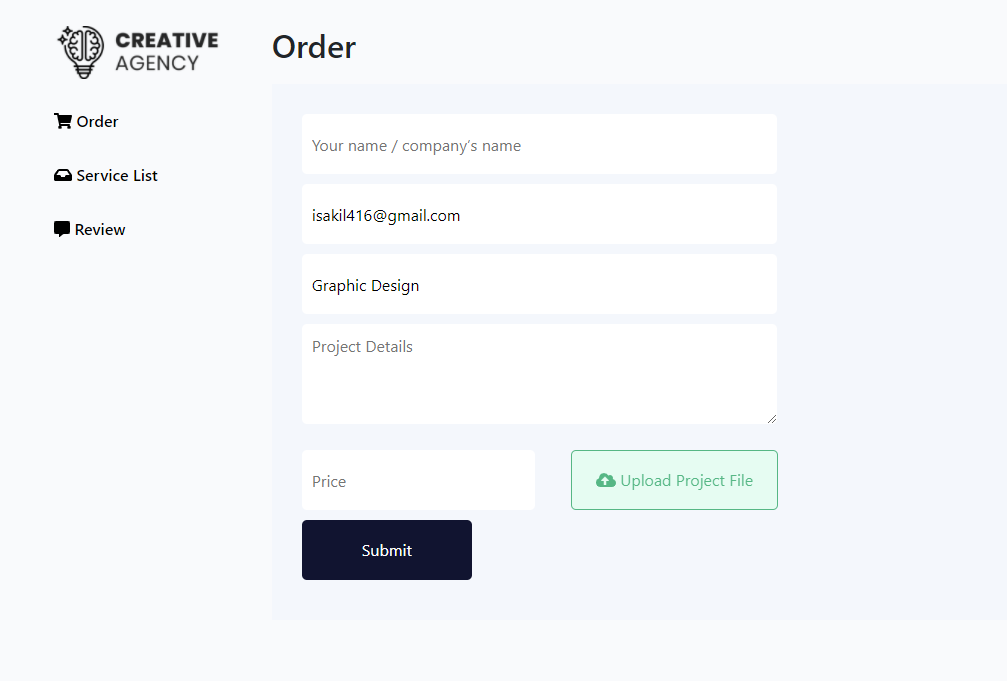 CREATIVE
AGENCY
Order
Order
Service List
Review
Your name / company’s name
isakil416@gmail.com
Graphic Design
Project Details
Price
Upload Project File
Submit